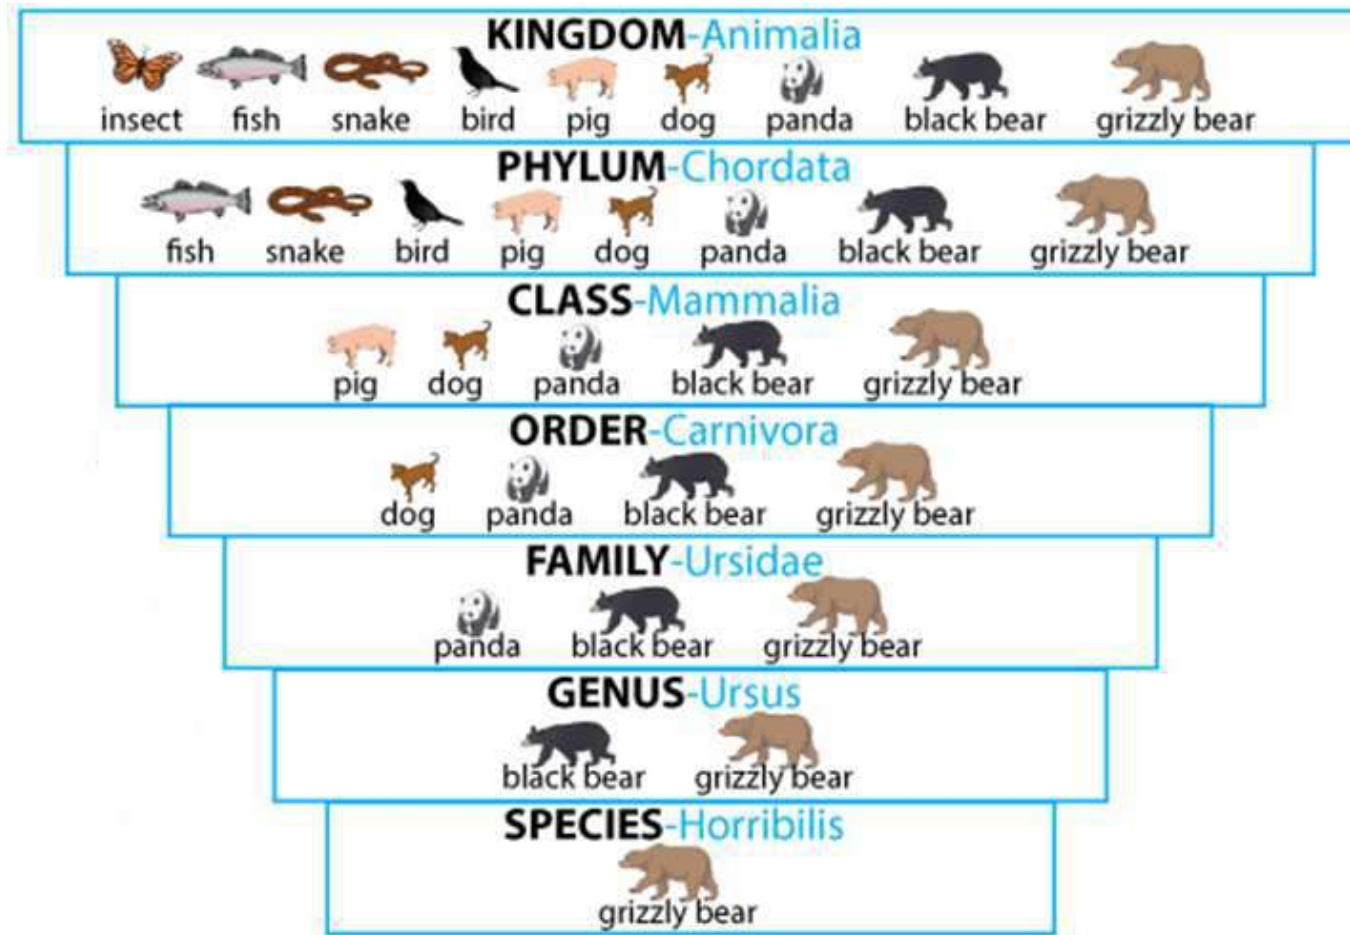 KINGDOM-Animalia
insect fish snake bird pig dog panda black bear grizzly bear
PHYLUM-Chordata
fish snake bird pig dog panda black bear grizzly bear
CLASS-Mammalia
pig dog panda black bear grizzly bear
ORDER-Carnivora
dog panda black bear grizzly bear
FAMILY-Ursidae
panda black bear grizzly bear
GENUS-Ursus
black bear grizzly bear
SPECIES-Horribilis
grizzly bear